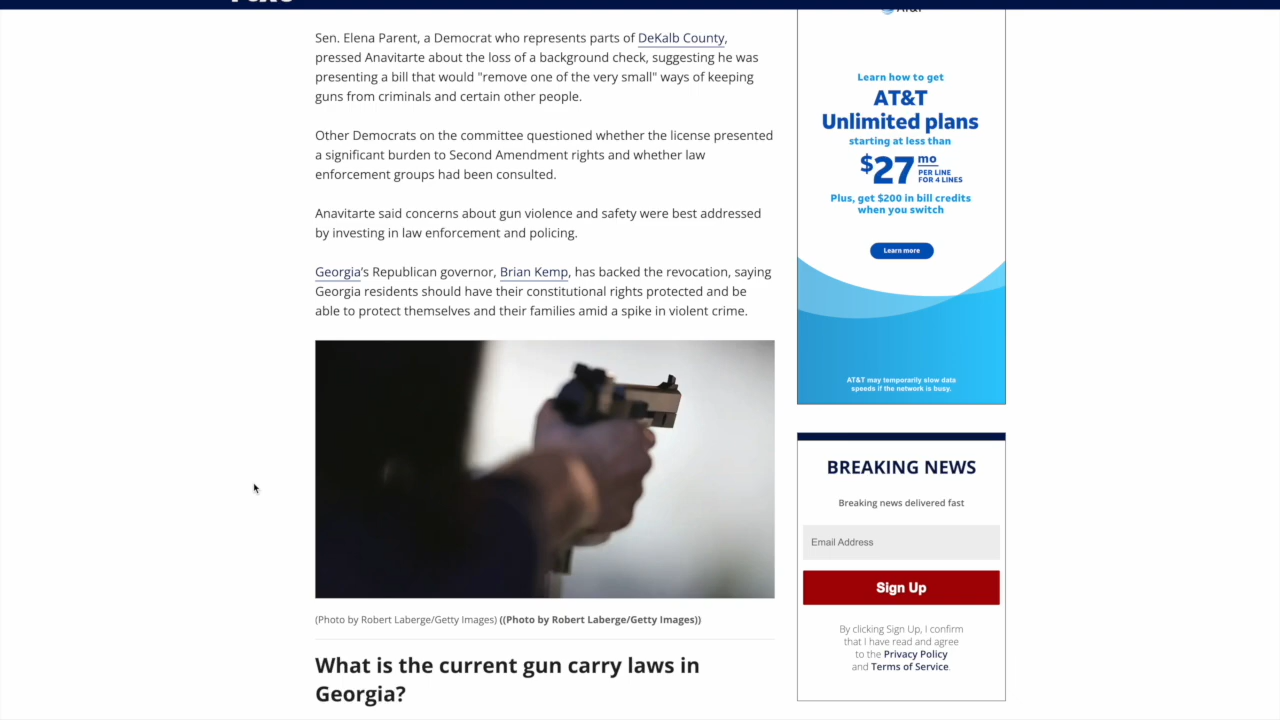 Sen. Elena Parent, a Democrat who represents parts of DeKalb County,
pressed Anavitarte about the loss of a background check, suggesting he was
presenting a bill that would "remove one of the very small" ways of keeping
guns from criminals and certain other people.
Other Democrats on the committee questioned whether the license presented
a significant burden to Second Amendment rights and whether law
enforcement groups had been consulted.
Anavitarte said concerns about gun violence and safety were best addressed
by investing in law enforcement and policing.
Georgia's Republican governor, Brian Kemp, has backed the revocation, saying
Georgia residents should have their constitutional rights protected and be
able to protect themselves and their families amid a spike in violent crime.
(Photo by Robert Laberge/Getty Images) ((Photo by Robert Laberge/Getty Images))
What is the current gun carry laws in
Georgia?
AT&T
Learn how to get
AT&T
Unlimited plans
starting at less than
$27 mo
PER LINE
FOR 4 LINES
Plus, get $200 in bill credits
when you switch
Learn more
AT&T may temporarily slow data
speeds if the network is busy.
BREAKING NEWS
Breaking news delivered fast
Email Address
Sign Up
By clicking Sign Up, I confirm
that I have read and agree
to the Privacy Policy
and Terms of Service